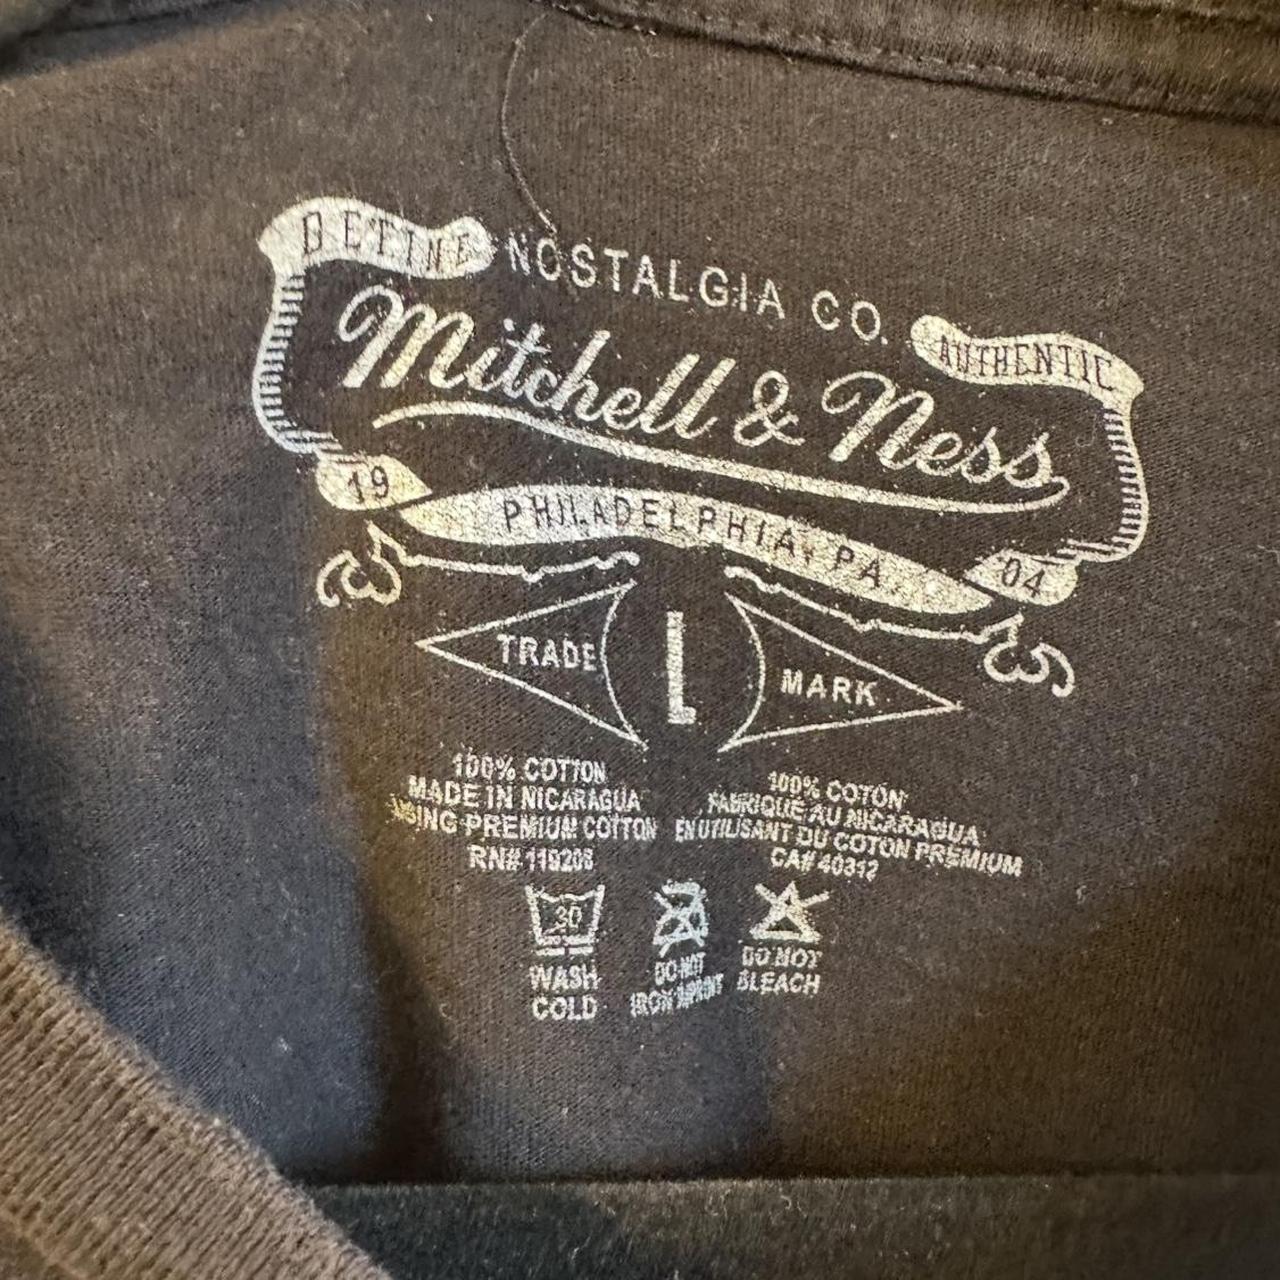 DEFINE NOSTALGIA CO. AUTHENTIC
Mitchell & Ness
19 PHILADELPHIA, PA 04
TRADE L MARK
100% COTTON
MADE IN NICARAGUA
USING PREMIUM COTTON
RN# 119206
100% COTON
FABRIQUÉ AU NICARAGUA
EN UTILISANT DU COTON PREMIUM
CA# 40312
30
WASH
COLD
DO NOT
IRON
DO NOT
BLEACH